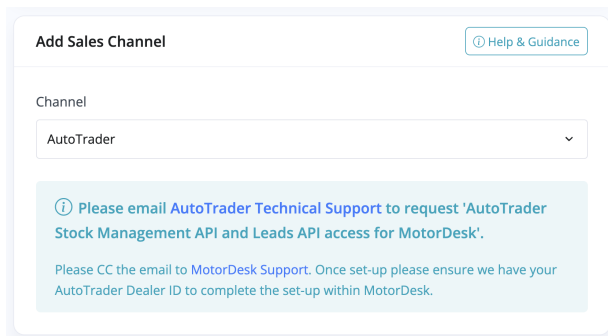 Add Sales Channel
Help & Guidance
Channel
AutoTrader
Please email AutoTrader Technical Support to request 'AutoTrader
Stock Management API and Leads API access for MotorDesk'.
Please CC the email to MotorDesk Support. Once set-up please ensure we have your
AutoTrader Dealer ID to complete the set-up within MotorDesk.